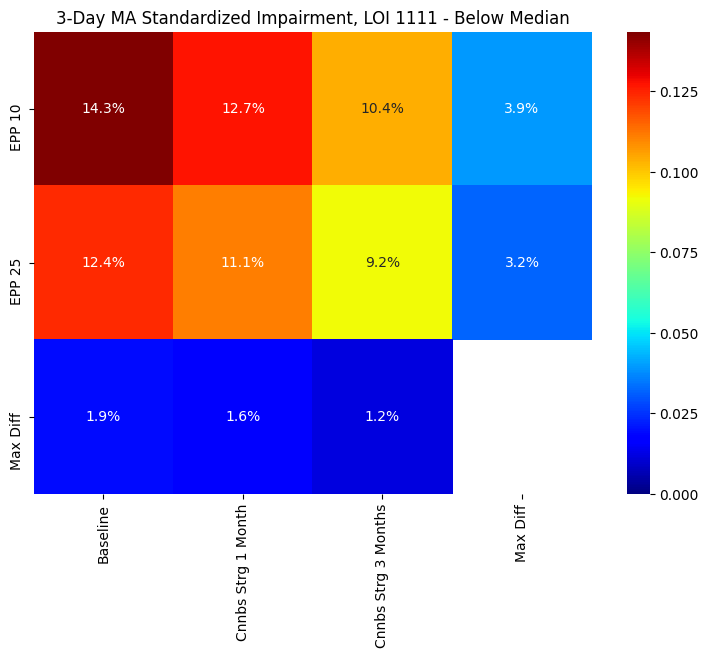 3-Day MA Standardized Impairment, LOI 1111 - Below Median
EPP 10
14.3%
12.7%
10.4%
3.9%
EPP 25
12.4%
11.1%
9.2%
3.2%
Max Diff
1.9%
1.6%
1.2%
Baseline
Cnnbs Strg 1 Month
Cnnbs Strg 3 Months
Max Diff
0.125
0.100
0.075
0.050
0.025
0.000